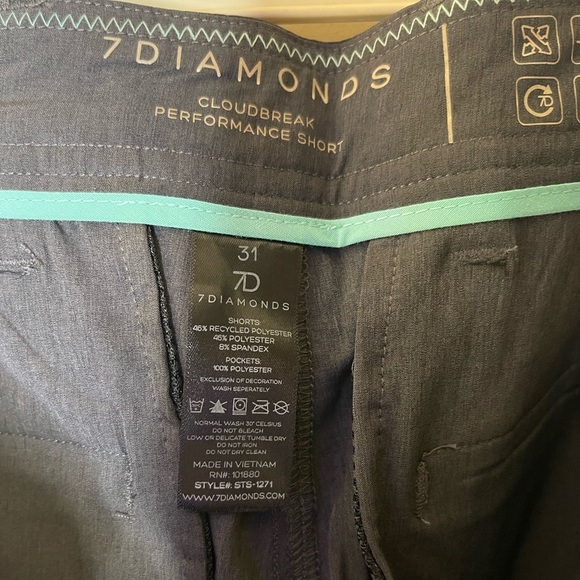 7DIAMONDS
CLOUDBREAK
PERFORMANCE SHORT
7D
31
7D
7DIAMONDS
SHORTS:
46% RECYCLED POLYESTER
46% POLYESTER
8% SPANDEX
POCKETS:
100% POLYESTER
EXCLUSION OF DECORATION
WASH SEPERATELY
NORMAL WASH 30° CELSIUS
DO NOT BLEACH
LOW OR DELICATE TUMBLE DRY
DO NOT IRON
DO NOT DRY CLEAN
MADE IN VIETNAM
RN#: 101880
STYLE#: STS-1271
WWW.7DIAMONDS.COM